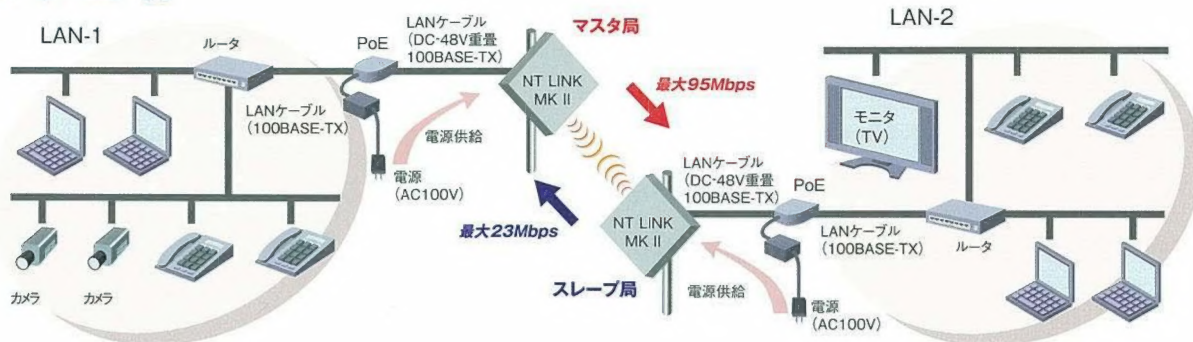 LAN-1
ルータ
PoE
LANケーブル
(DC-48V重畳
100BASE-TX)
マスタ局
NT LINK
MK II
LANケーブル
(100BASE-TX)
電源供給
電源
(AC100V)
カメラ
カメラ
最大95Mbps
最大23Mbps
LAN-2
モニタ
(TV)
LANケーブル
(DC-48V重畳
100BASE-TX)
PoE
NT LINK
MK II
スレーブ局
LANケーブル
(100BASE-TX)
ルータ
電源供給
電源
(AC100V)